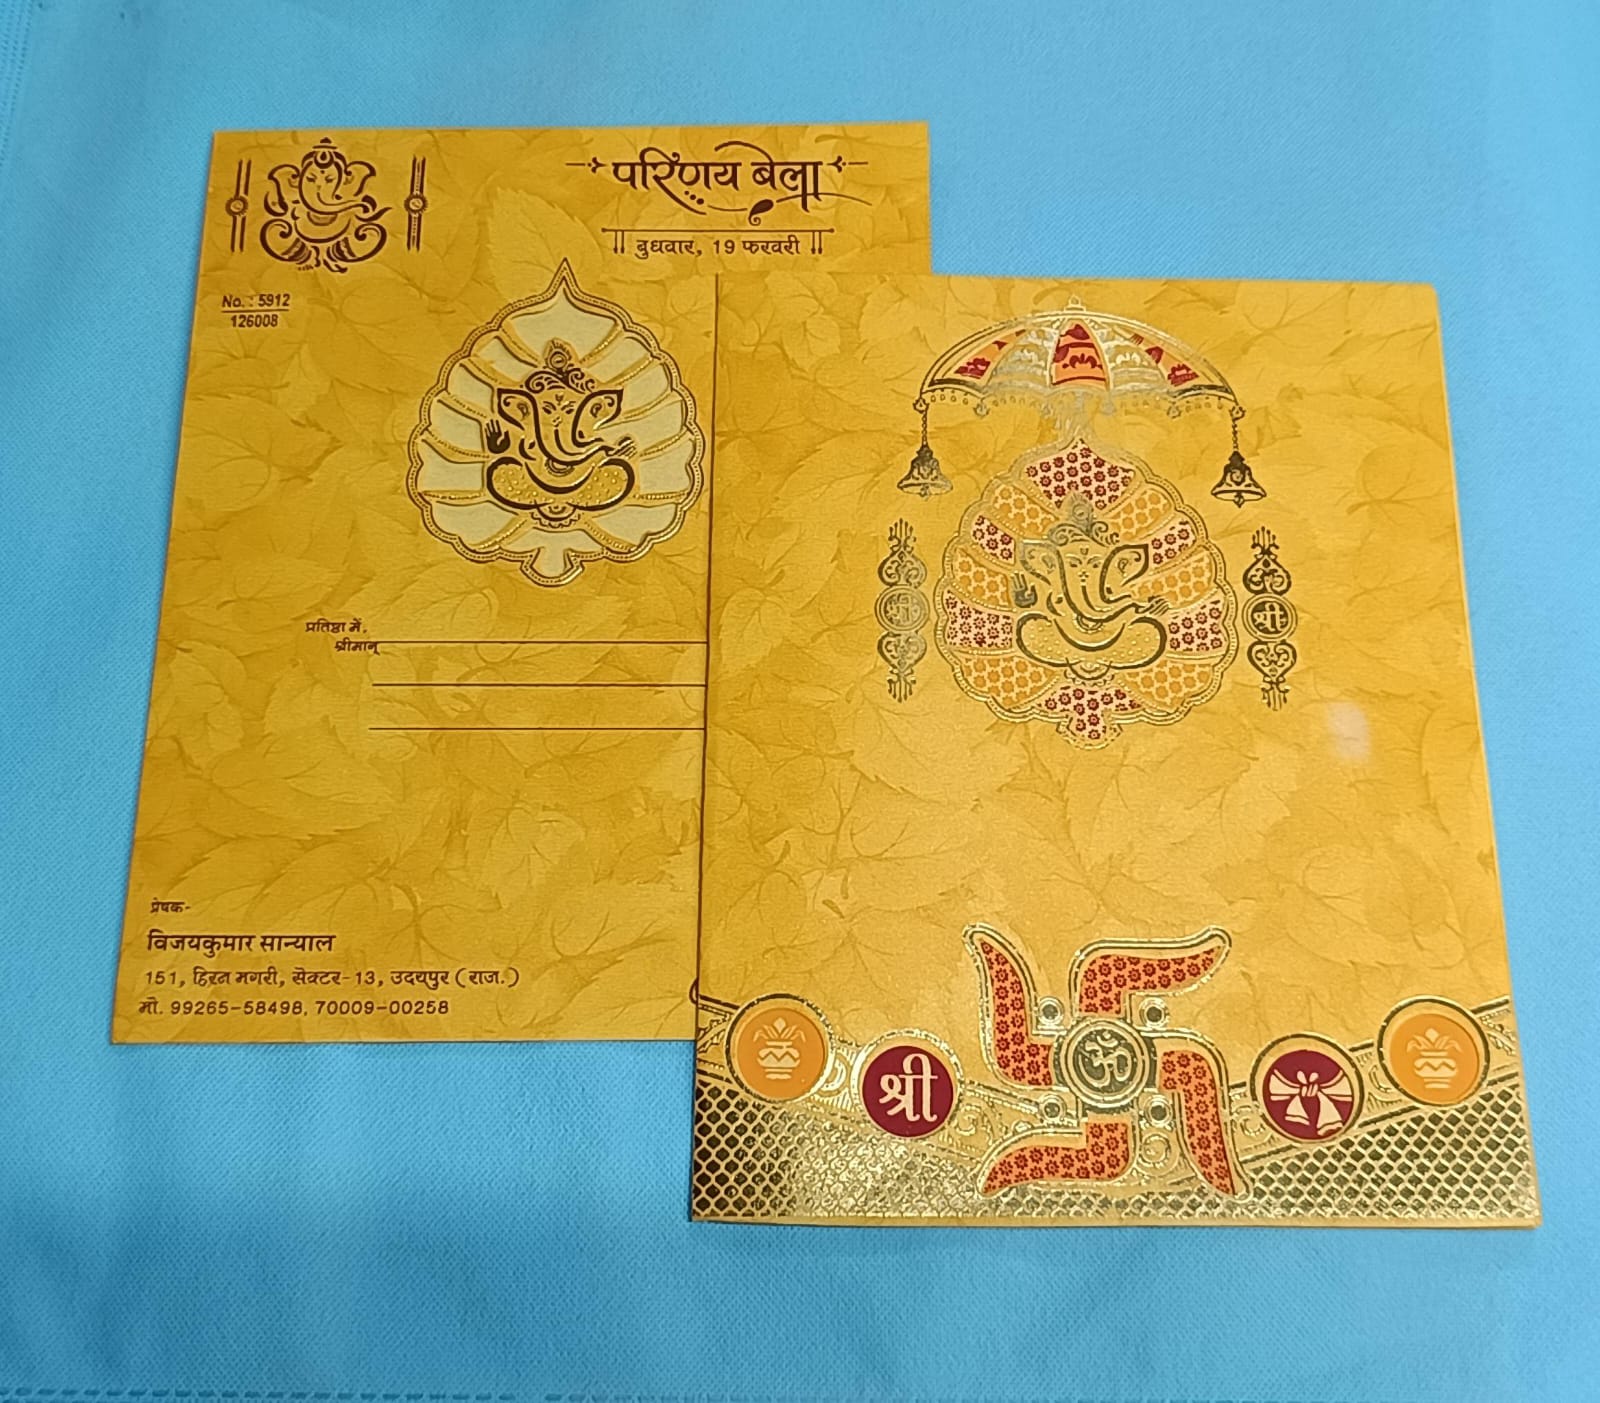 परिणय बेला
बुधवार, 19 फरवरी
No. : 5912
126008
प्रतिष्ठा में,
श्रीमान्
प्रेषक-
विजयकुमार सान्याल
151, हिरन मगरी, सेक्टर-13, उदयपुर (राज.)
मो. 99265-58498, 70009-00258
श्री
श्री
श्री
ॐ